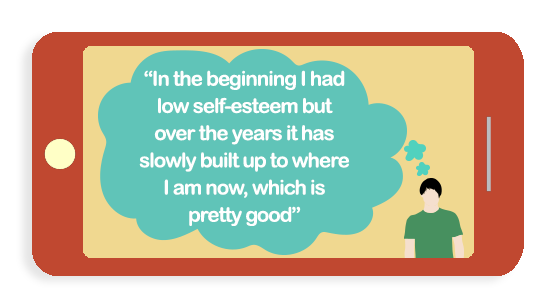 “In the beginning I had
low self-esteem but
over the years it has
slowly built up to where
I am now, which is
pretty good”